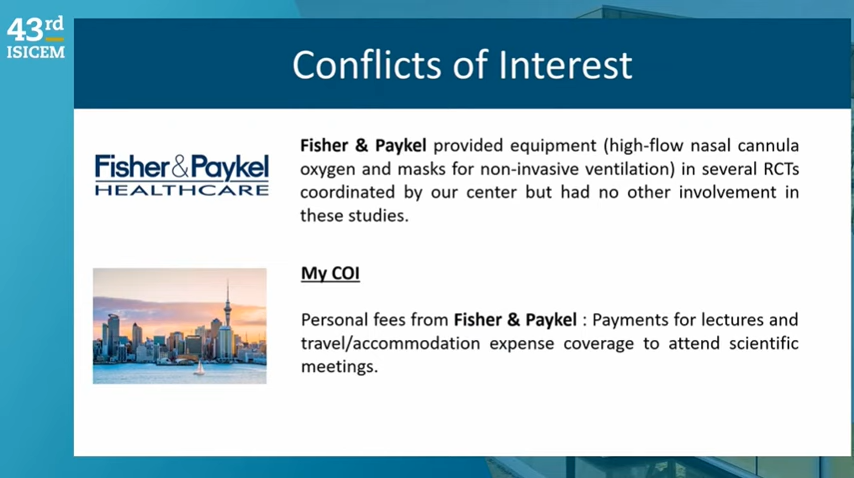 43rd
ISICEM
Conflicts of Interest
Fisher&Paykel
HEALTHCARE
Fisher & Paykel provided equipment (high-flow nasal cannula
oxygen and masks for non-invasive ventilation) in several RCTs
coordinated by our center but had no other involvement in
these studies.
My COI
Personal fees from Fisher & Paykel : Payments for lectures and
travel/accommodation expense coverage to attend scientific
meetings.